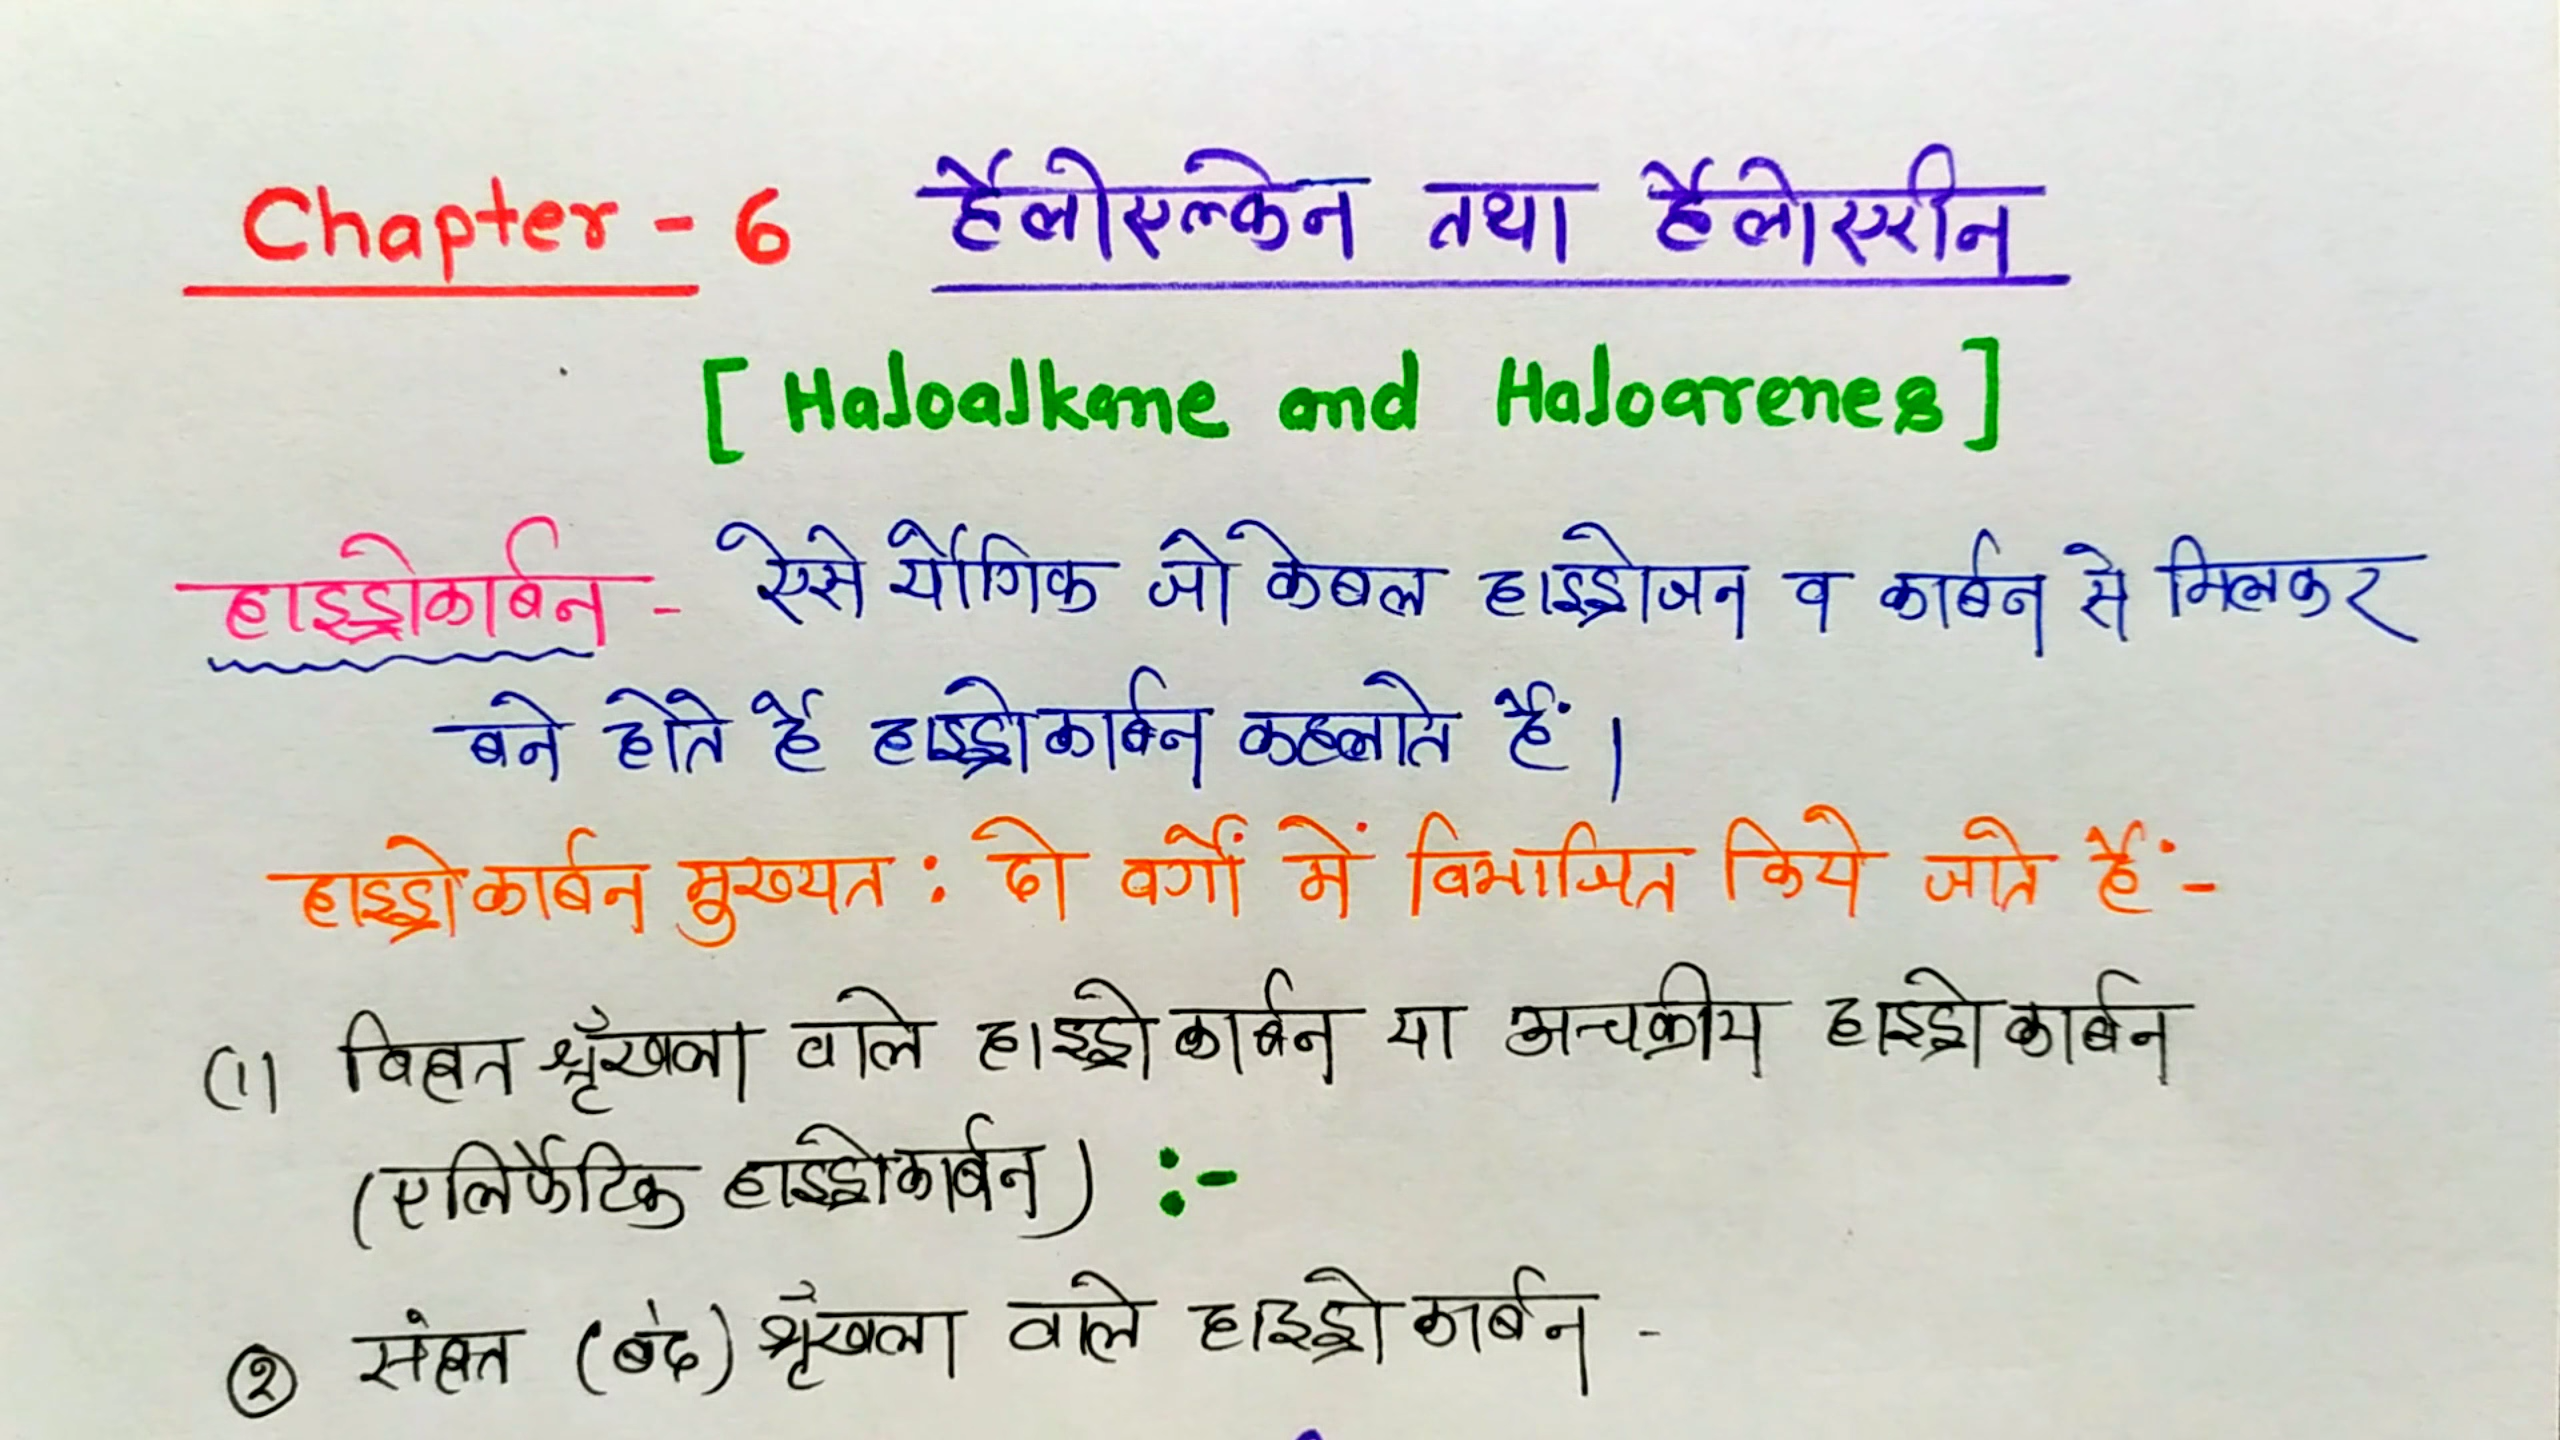 Chapter - 6 हैलोएल्केन तथा हैलोएरीन
[ Haloalkane and Haloarenes ]
हाइड्रोकार्बन - ऐसे यौगिक जो केवल हाइड्रोजन व कार्बन से मिलकर
बने होते हैं हाइड्रोकार्बन कहलाते हैं।
हाइड्रोकार्बन मुख्यत: दो वर्गों में विभाजित किये जाते हैं:-
(1) विवृत श्रृंखला वाले हाइड्रोकार्बन या अचक्रीय हाइड्रोकार्बन
(एलिफैटिक हाइड्रोकार्बन) :-
② संवृत (बंद) श्रृंखला वाले हाइड्रोकार्बन -